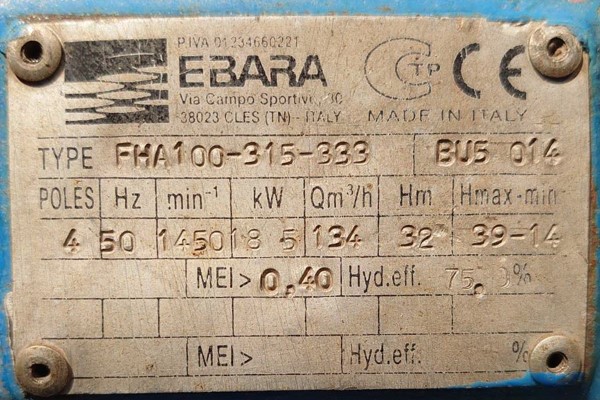 P.IVA 01234660221
EBARA
Via Campo Sportivo, 30
38023 CLES (TN) - ITALY
C TP CE
MADE IN ITALY
TYPE FHA100-315-333 BU5 014
POLES Hz min-1 kW Qm³/h Hm Hmax-min
4 50 1450 18 5 134 32 39-14
MEI > 0,40 Hyd.eff. %
MEI > Hyd.eff. %